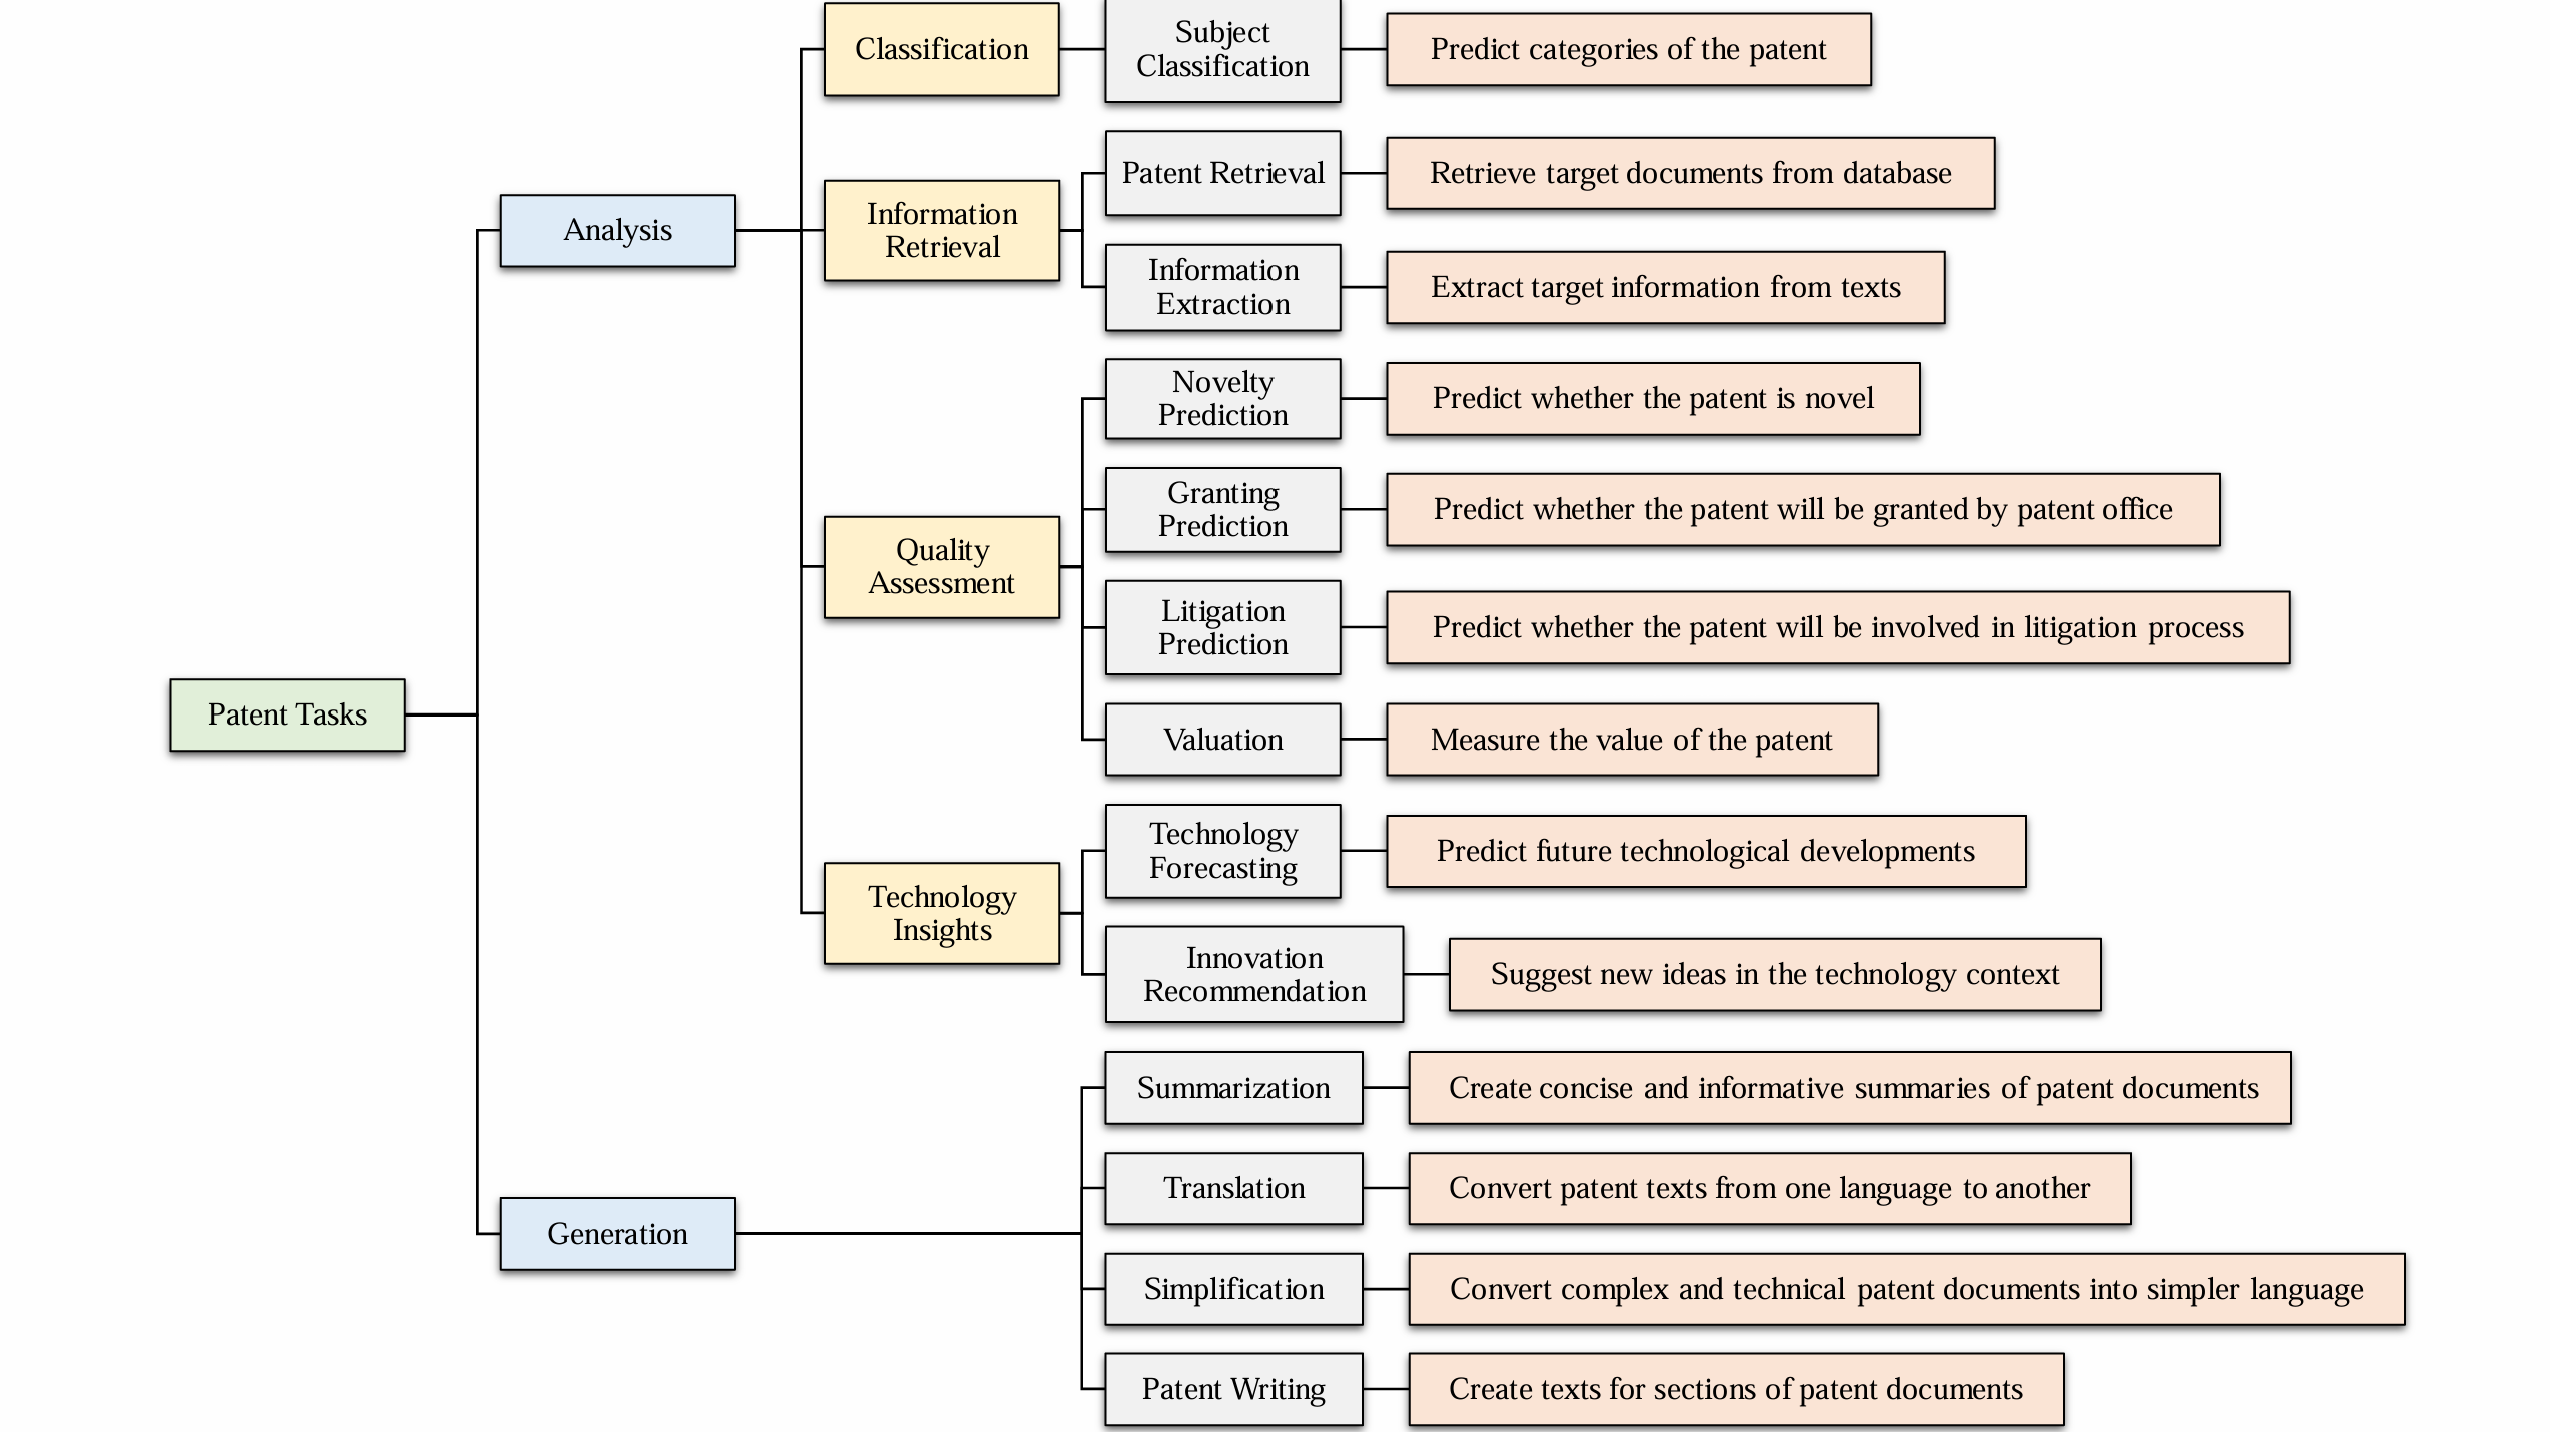 Patent Tasks
Analysis
Classification
Subject
Classification
Predict categories of the patent
Information
Retrieval
Patent Retrieval
Retrieve target documents from database
Information
Extraction
Extract target information from texts
Quality
Assessment
Novelty
Prediction
Predict whether the patent is novel
Granting
Prediction
Predict whether the patent will be granted by patent office
Litigation
Prediction
Predict whether the patent will be involved in litigation process
Valuation
Measure the value of the patent
Technology
Insights
Technology
Forecasting
Predict future technological developments
Innovation
Recommendation
Suggest new ideas in the technology context
Generation
Summarization
Create concise and informative summaries of patent documents
Translation
Convert patent texts from one language to another
Simplification
Convert complex and technical patent documents into simpler language
Patent Writing
Create texts for sections of patent documents